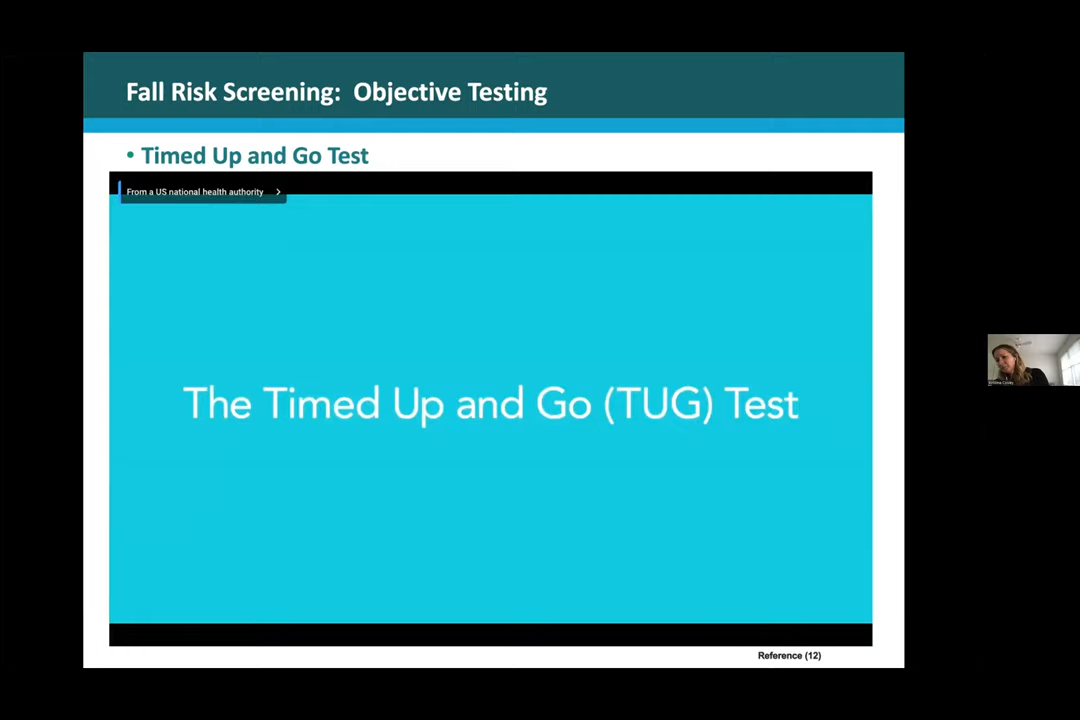 Fall Risk Screening: Objective Testing
• Timed Up and Go Test
From a US national health authority
The Timed Up and Go (TUG) Test
Reference (12)